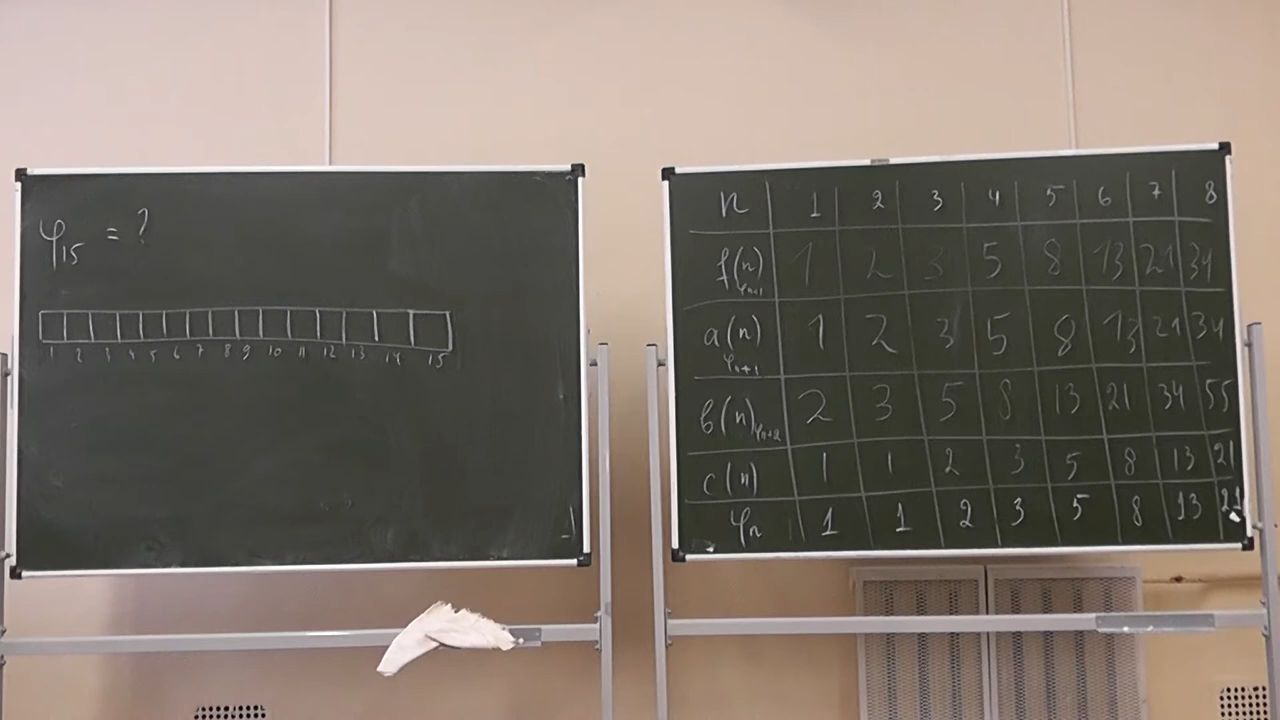 φ₁₅ = ?
1 2 3 4 5 6 7 8 9 10 11 12 13 14 15
n 1 2 3 4 5 6 7 8
f(n) φₙ₊₁ 1 2 3 5 8 13 21 34
a(n) φₙ₊₁ 1 2 3 5 8 13 21 34
b(n) φₙ₊₂ 2 3 5 8 13 21 34 55
c(n) 1 1 2 3 5 8 13 21
φₙ 1 1 2 3 5 8 13 21